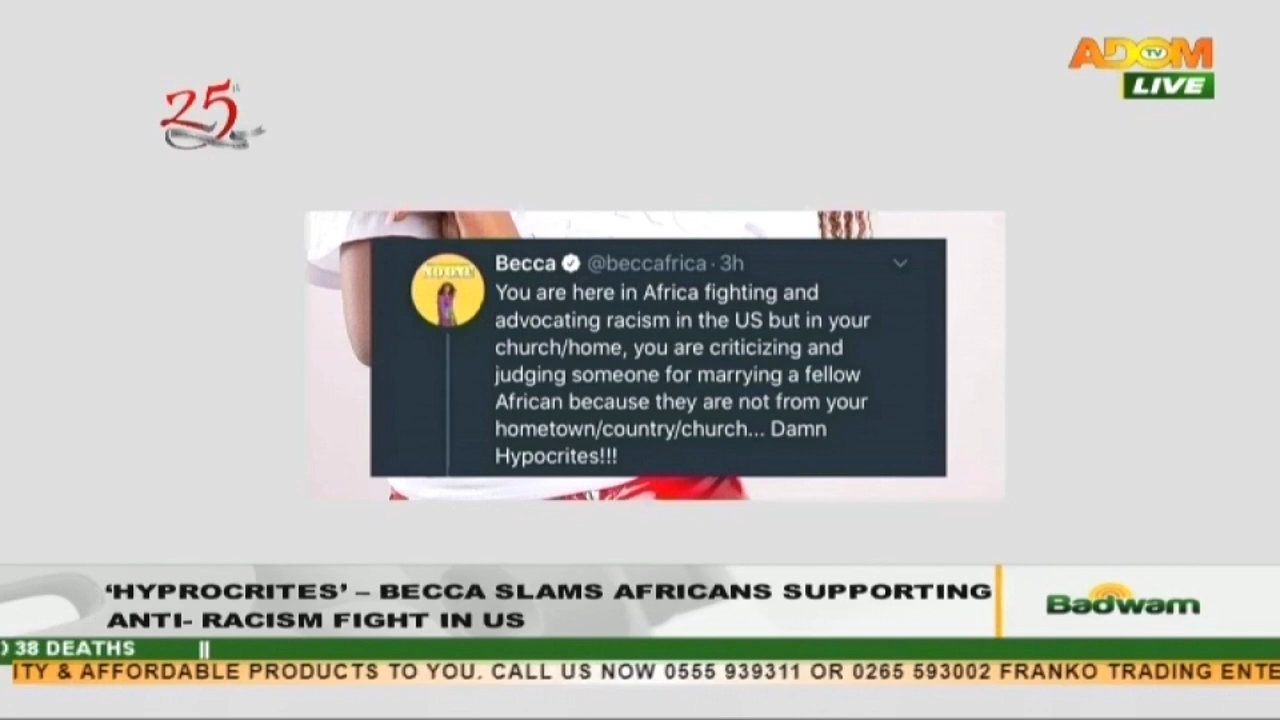 25
ADOM
TV
LIVE
Becca @beccafrica · 3h
You are here in Africa fighting and
advocating racism in the US but in your
church/home, you are criticizing and
judging someone for marrying a fellow
African because they are not from your
hometown/country/church... Damn
Hypocrites!!!
‘HYPROCRITES’ – BECCA SLAMS AFRICANS SUPPORTING
ANTI- RACISM FIGHT IN US
Badwam
) 38 DEATHS ||
ITY & AFFORDABLE PRODUCTS TO YOU. CALL US NOW 0555 939311 OR 0265 593002 FRANKO TRADING ENTE